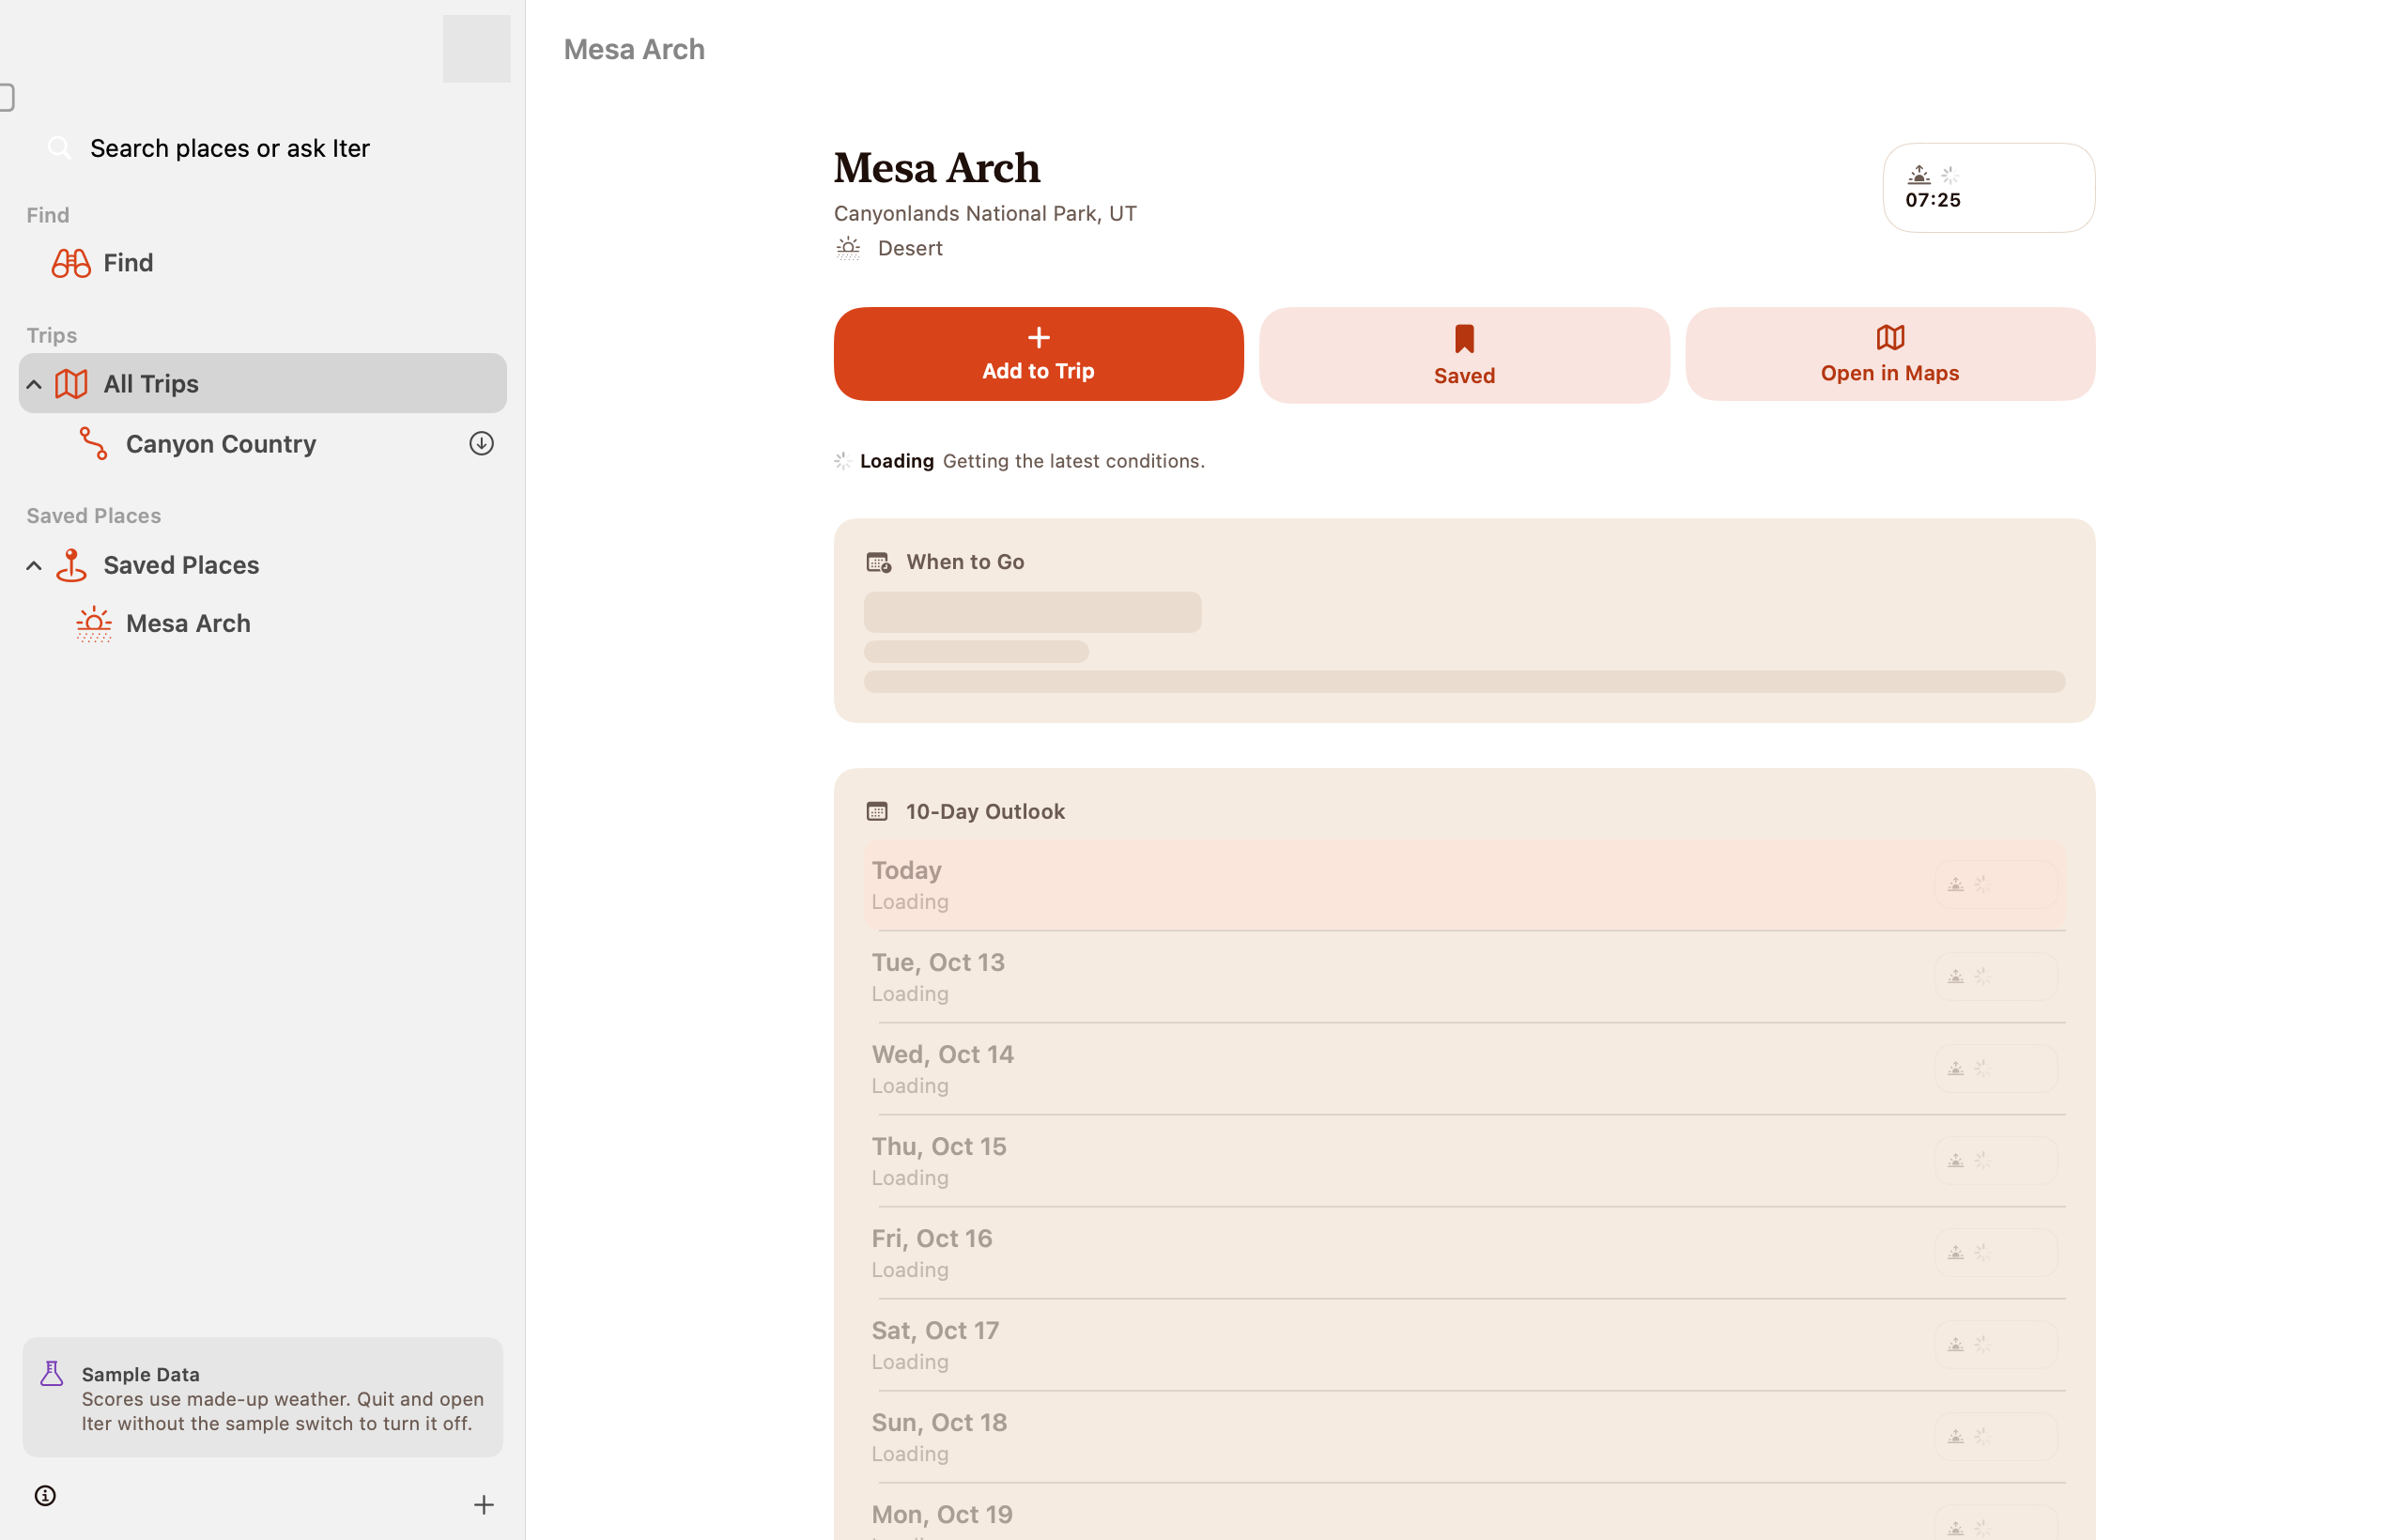 Mesa Arch
Search places or ask Iter
Find
Find
Trips
All Trips
Canyon Country
Saved Places
Saved Places
Mesa Arch
Sample Data
Scores use made-up weather. Quit and open
Iter without the sample switch to turn it off.
Mesa Arch
Canyonlands National Park, UT
Desert
07:25
Add to Trip
Saved
Open in Maps
Loading Getting the latest conditions.
When to Go
10-Day Outlook
Today
Loading
Tue, Oct 13
Loading
Wed, Oct 14
Loading
Thu, Oct 15
Loading
Fri, Oct 16
Loading
Sat, Oct 17
Loading
Sun, Oct 18
Loading
Mon, Oct 19